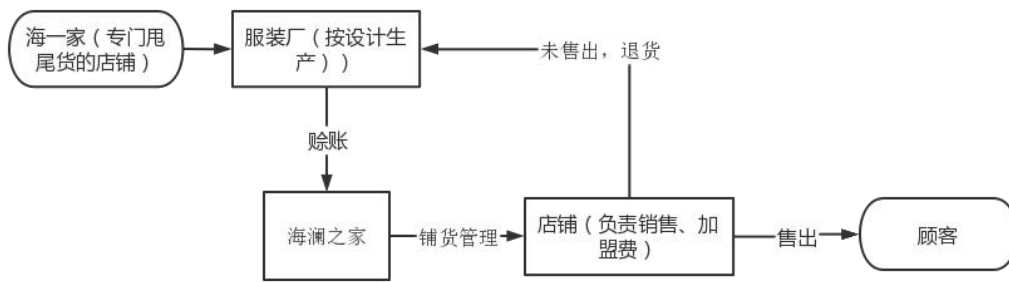 海一家（专门甩
尾货的店铺）
服装厂（按设计生
产））
未售出，退货
赊账
海澜之家
铺货管理
店铺（负责销售、加
盟费）
售出
顾客